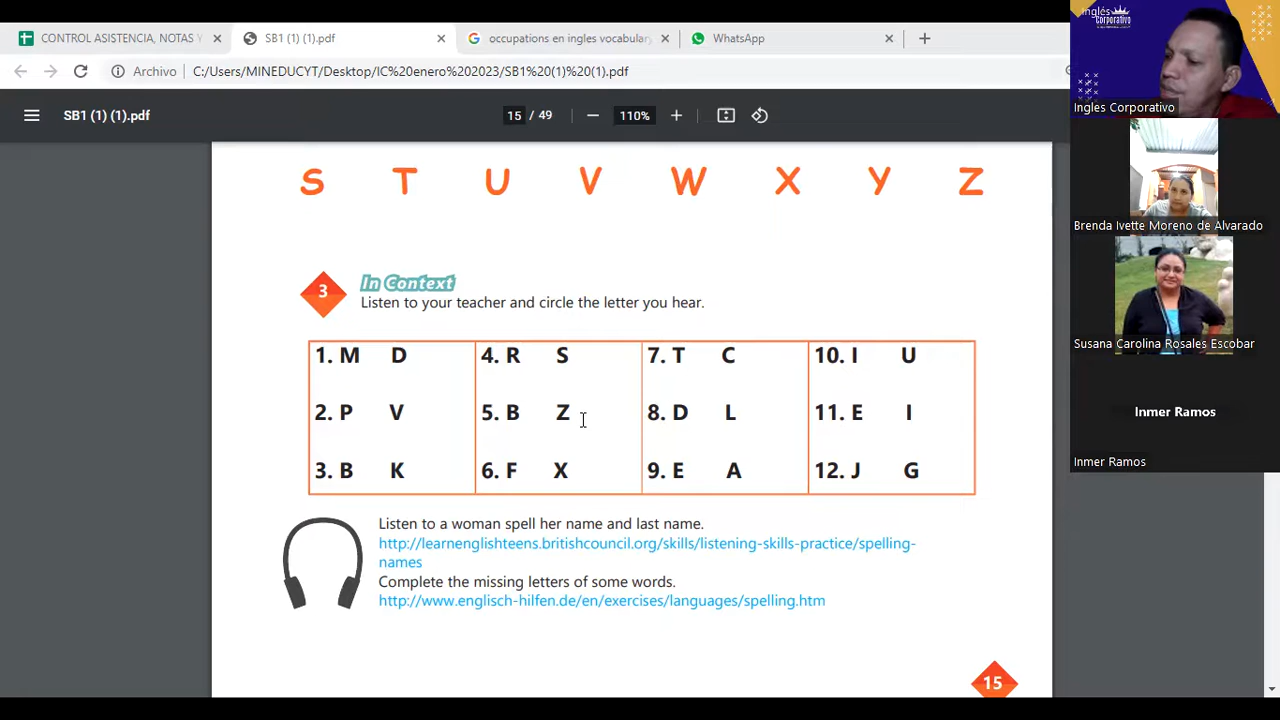 CONTROL ASISTENCIA, NOTAS Y
SB1 (1) (1).pdf
occupations en ingles vocabulary
WhatsApp
Archivo
C:/Users/MINEDUCYT/Desktop/IC%20enero%202023/SB1%20(1)%20(1).pdf
SB1 (1) (1).pdf
15 / 49
110%
S T U V W X Y Z
3
In Context
Listen to your teacher and circle the letter you hear.
1. M D 4. R S 7. T C 10. I U
2. P V 5. B Z 8. D L 11. E I
3. B K 6. F X 9. E A 12. J G
Listen to a woman spell her name and last name.
http://learnenglishteens.britishcouncil.org/skills/listening-skills-practice/spelling-
names
Complete the missing letters of some words.
http://www.englisch-hilfen.de/en/exercises/languages/spelling.htm
15
Inglés
Corporativo
Ingles Corporativo
Brenda Ivette Moreno de Alvarado
Susana Carolina Rosales Escobar
Inmer Ramos
Inmer Ramos